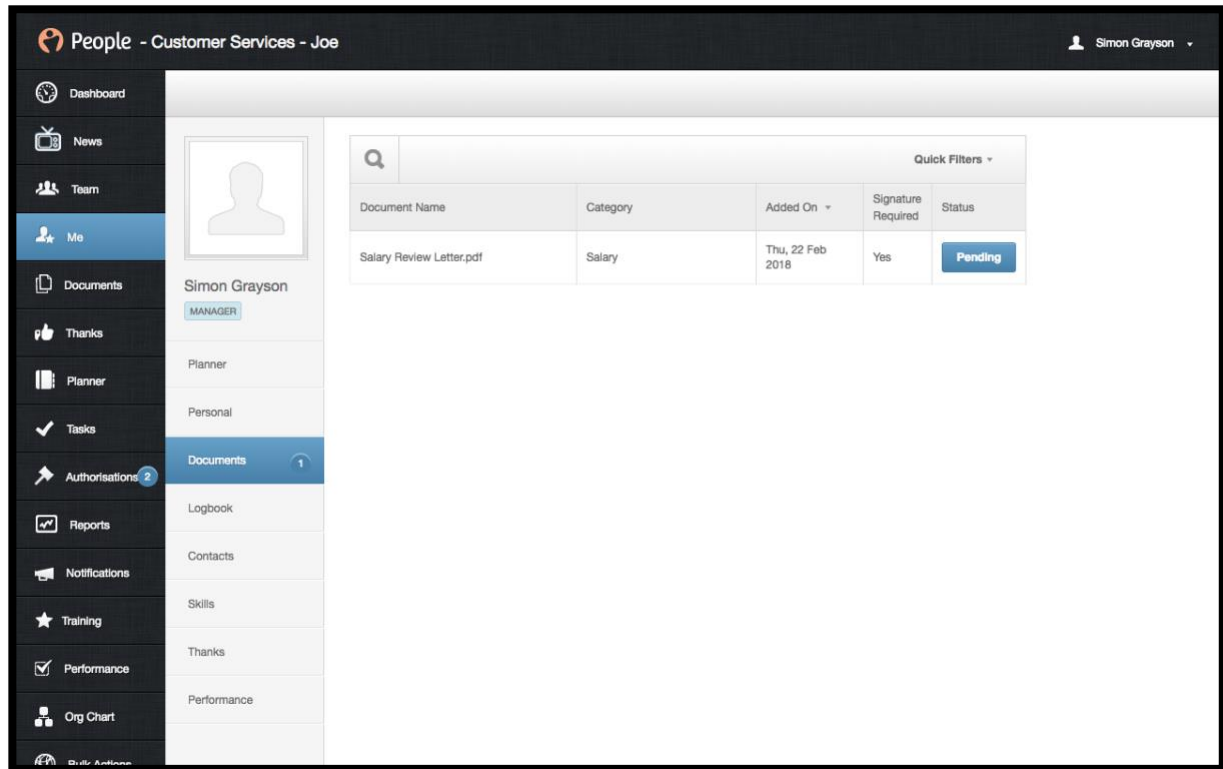 People - Customer Services - Joe
Simon Grayson
Dashboard
News
Team
Me
Documents
Thanks
Planner
Tasks
Authorisations 2
Reports
Notifications
Training
Performance
Org Chart
Bulk Actions
Simon Grayson
MANAGER
Planner
Personal
Documents 1
Logbook
Contacts
Skills
Thanks
Performance
Quick Filters
Document Name Category Added On Signature Required Status
Salary Review Letter.pdf Salary Thu, 22 Feb 2018 Yes Pending